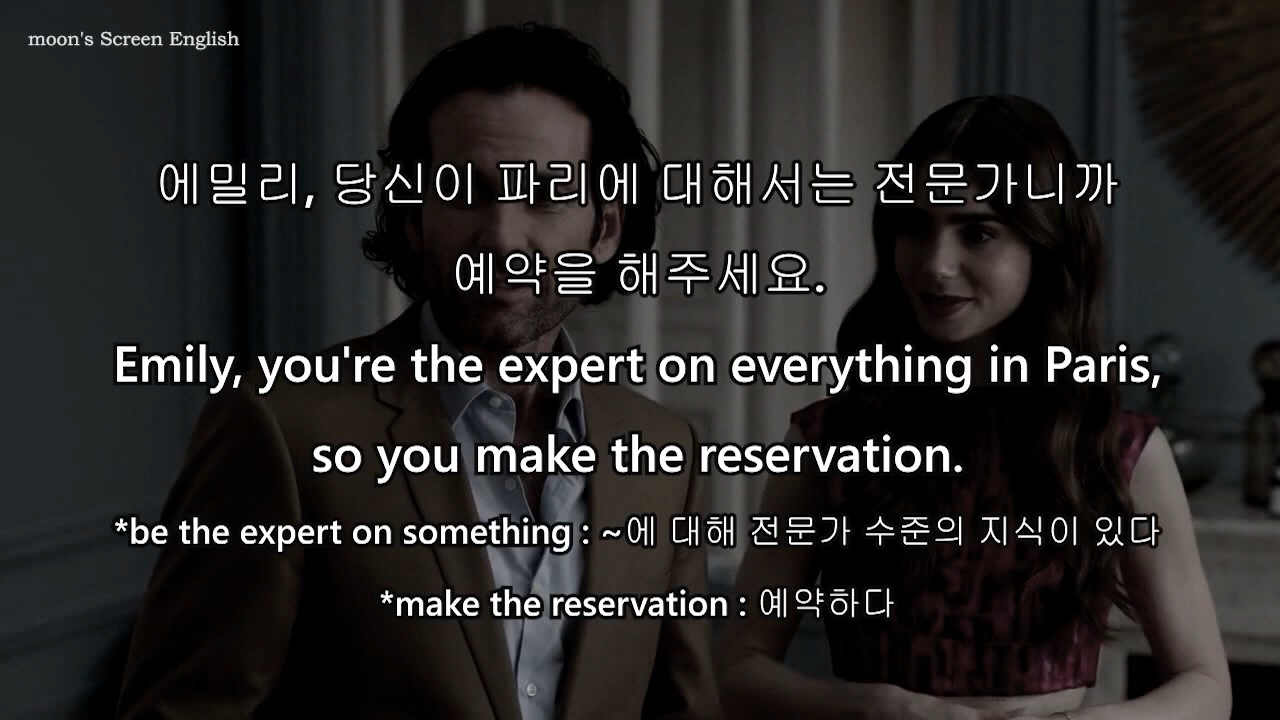 moon's Screen English
에밀리, 당신이 파리에 대해서는 전문가니까
예약을 해주세요.
Emily, you're the expert on everything in Paris,
so you make the reservation.
*be the expert on something : ~에 대해 전문가 수준의 지식이 있다
*make the reservation : 예약하다